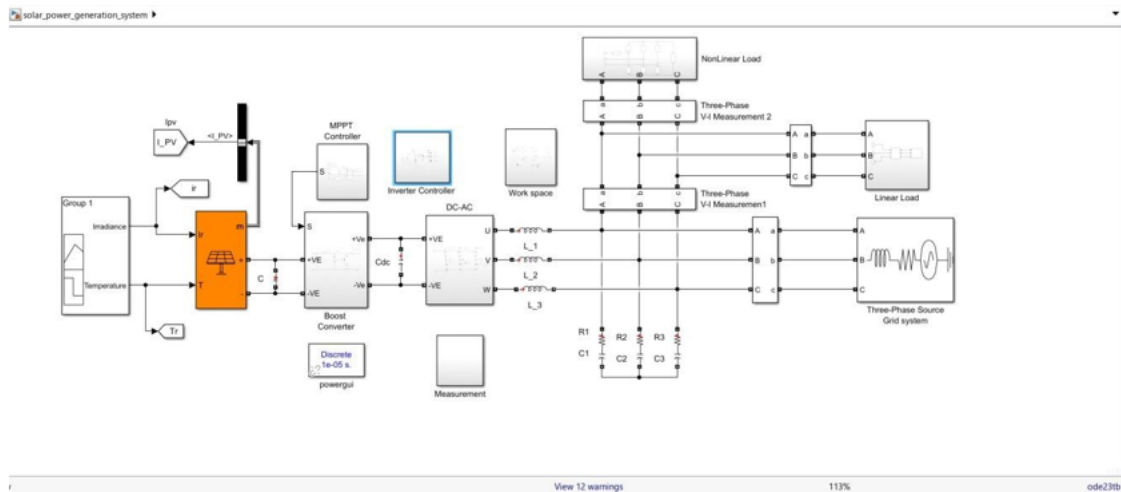 solar_power_generation_system
NonLinear Load
A
B
C
a
b
c
A
B
C
Three-Phase
V-I Measurement 2
Ipv
I_PV
<I_PV>
MPPT
Controller
S
Inverter Controller
Work space
A
B
C
a
b
c
A
B
C
Linear Load
ir
a
b
c
A
B
C
Three-Phase
V-I Measuremen1
Group 1
Irradiance
Temperature
Ir
T
m
+
-
C
S
+VE
-VE
+Ve
-Ve
Boost
Converter
Cdc
DC-AC
+VE
-VE
U
V
W
L_1
L_2
L_3
A
B
C
a
b
c
A
B
C
Three-Phase Source
Grid system
Tr
Discrete
1e-05 s.
powergui
Measurement
R1
R2
R3
C1
C2
C3
View 12 warnings
113%
ode23tb